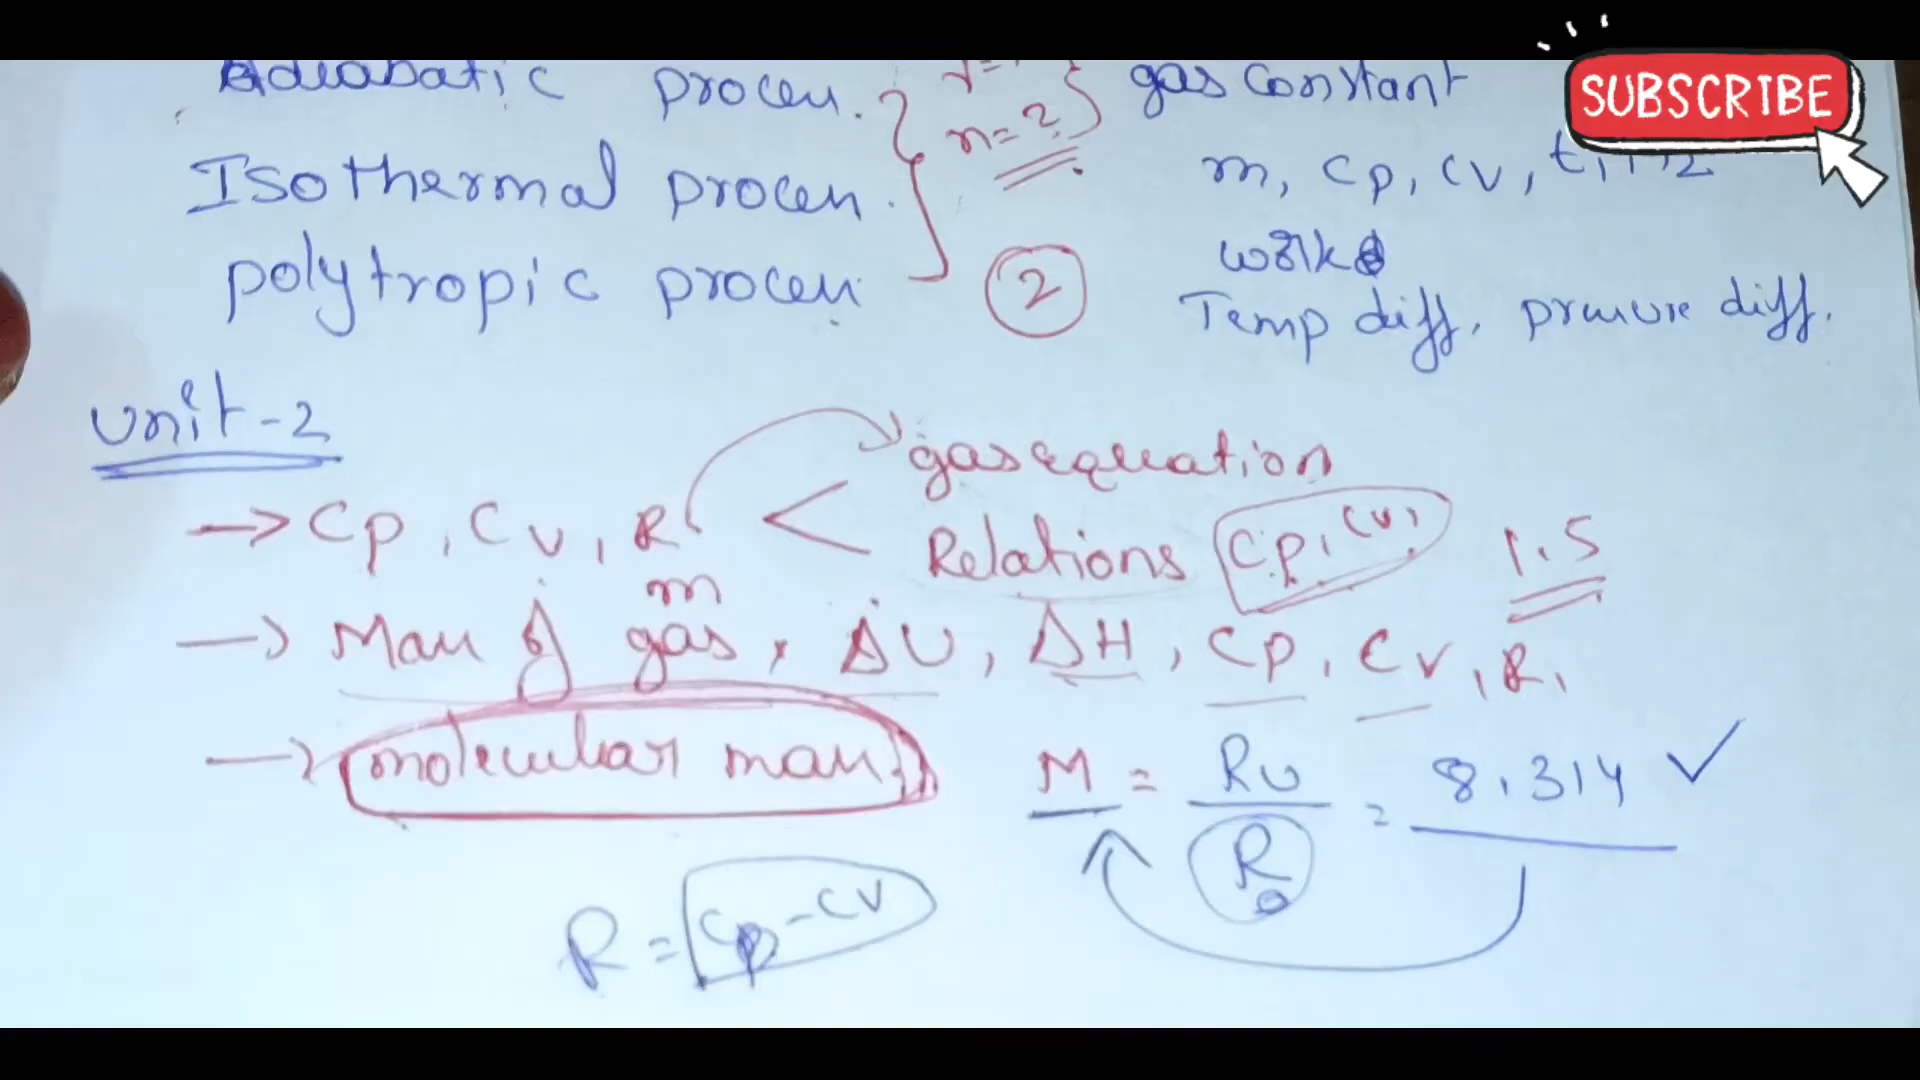 Adiabatic process.
n=?
gas constant
SUBSCRIBE
Isothermal process.
m, Cp, Cv, t1,
polytropic process
2
work
Temp diff, pressure diff.
Unit-2
→ Cp, Cv, R
gas equation
Relations Cp, Cv,
1.5
m
→ Mass of gas, ΔU, ΔH, Cp, Cv, R,
→ molecular mass
M = Ru/R = 8.314 ✓
R = Cp-Cv